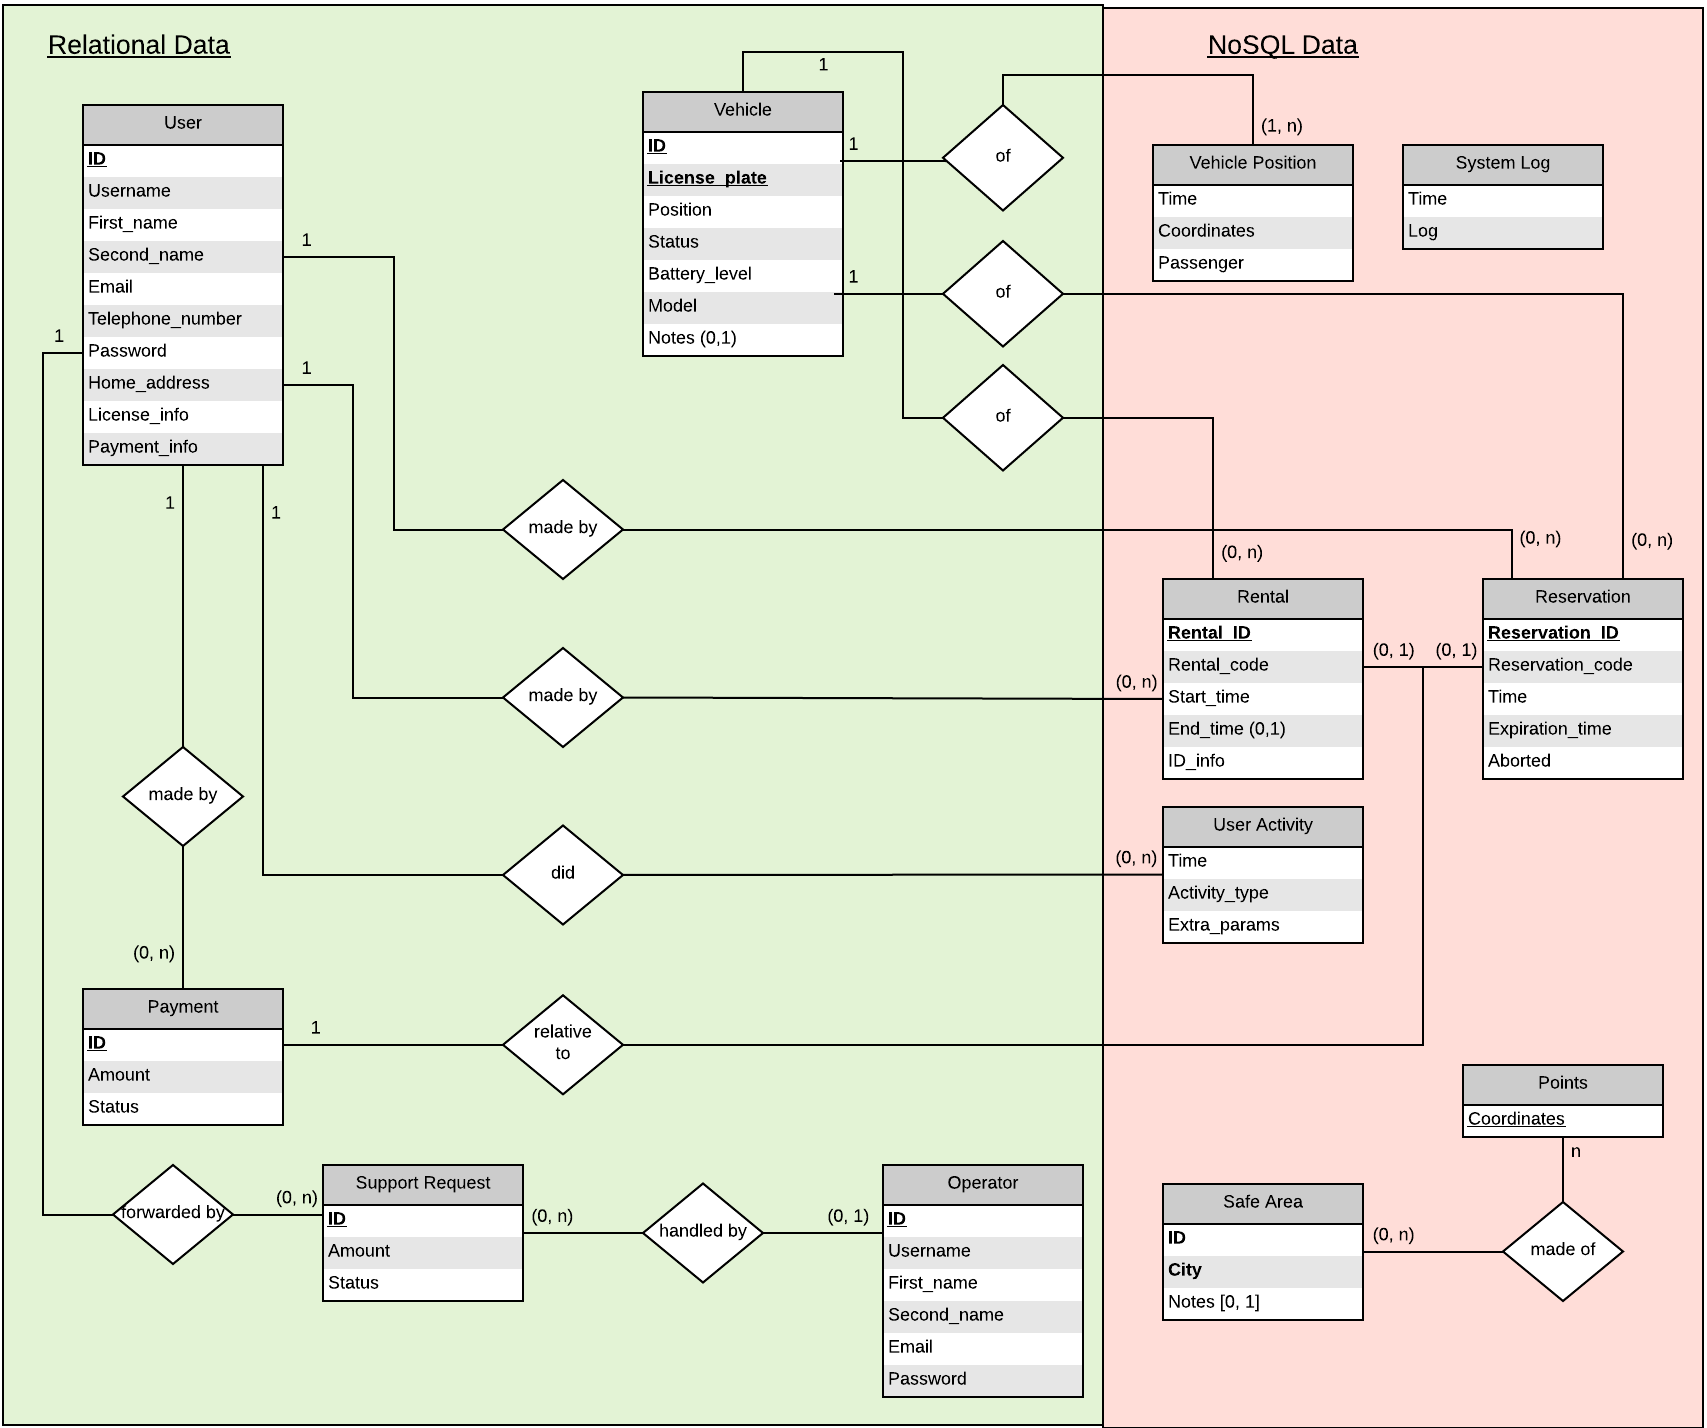 Relational Data
NoSQL Data
User
ID
Username
First_name
Second_name
Email
Telephone_number
Password
Home_address
License_info
Payment_info
1
1
1
1
1
Vehicle
ID
License_plate
Position
Status
Battery_level
Model
Notes (0,1)
1
1
1
of
of
of
(1, n)
Vehicle Position
Time
Coordinates
Passenger
System Log
Time
Log
made by
(0, n)
(0, n)
(0, n)
Rental
Rental_ID
Rental_code
Start_time
End_time (0,1)
ID_info
(0, 1)
(0, 1)
Reservation
Reservation_ID
Reservation_code
Time
Expiration_time
Aborted
made by
(0, n)
made by
did
(0, n)
User Activity
Time
Activity_type
Extra_params
(0, n)
Payment
ID
Amount
Status
1
relative
to
Points
Coordinates
n
forwarded by
(0, n)
Support Request
ID
Amount
Status
(0, n)
handled by
(0, 1)
Operator
ID
Username
First_name
Second_name
Email
Password
Safe Area
ID
City
Notes [0, 1]
(0, n)
made of